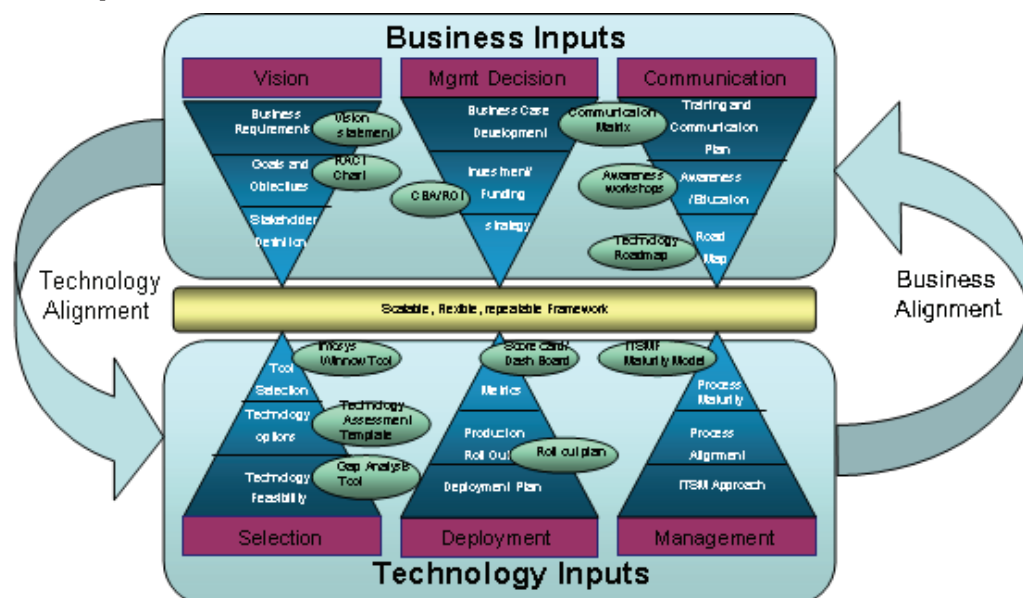 Business Inputs
Vision
Mgmt Decision
Communication
Business
Requirements
Vision
statement
Goals and
Objectives
RACI
Chart
Stakeholder
Definition
Business Case
Development
Investment/
Funding
CBA/ROI
strategy
Communication
Matrix
Training and
Communication
Plan
Awareness
workshops
Awareness
/Education
Technology
Roadmap
Road
Map
Technology
Alignment
Business
Alignment
Scalable, Flexible, repeatable Framework
Infosys
Winnow Tool
Tool
Selection
Technology
options
Technology
Assessment
Template
Gap Analysis
Tool
Technology
Feasibility
Score Card/
Dash Board
Metrics
Production
Roll Out
Roll out plan
Deployment Plan
ITSMF
Maturity Model
Process
Maturity
Process
Alignment
ITSM Approach
Selection
Deployment
Management
Technology Inputs